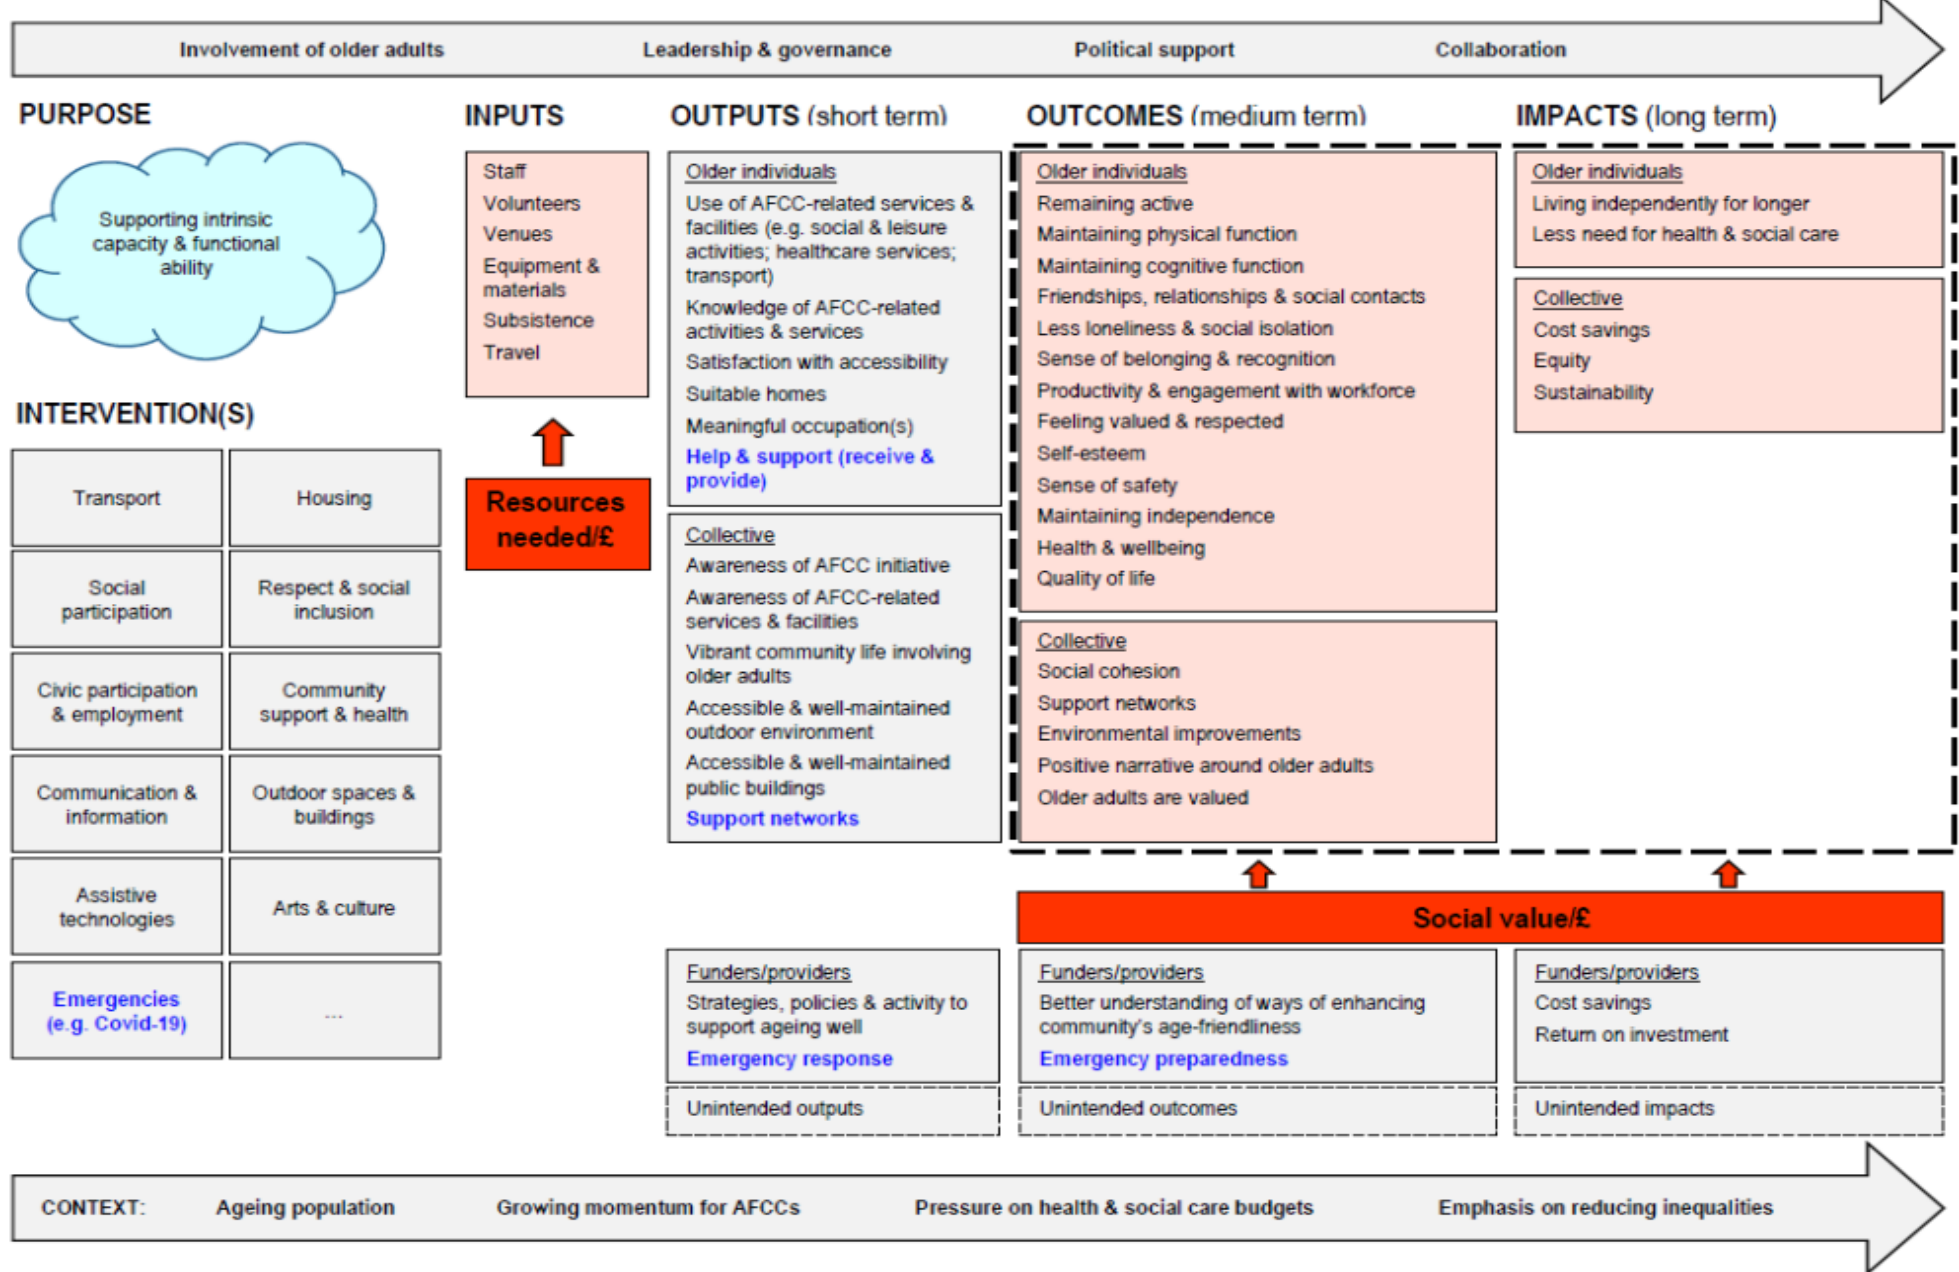 Involvement of older adults
Leadership & governance
Political support
Collaboration
PURPOSE
Supporting intrinsic
capacity & functional
ability
INTERVENTION(S)
Transport
Housing
Social
participation
Respect & social
inclusion
Civic participation
& employment
Community
support & health
Communication &
information
Outdoor spaces &
buildings
Assistive
technologies
Arts & culture
Emergencies
(e.g. Covid-19)
...
INPUTS
Staff
Volunteers
Venues
Equipment &
materials
Subsistence
Travel
Resources
needed/£
OUTPUTS (short term)
Older individuals
Use of AFCC-related services &
facilities (e.g. social & leisure
activities; healthcare services;
transport)
Knowledge of AFCC-related
activities & services
Satisfaction with accessibility
Suitable homes
Meaningful occupation(s)
Help & support (receive &
provide)
Collective
Awareness of AFCC initiative
Awareness of AFCC-related
services & facilities
Vibrant community life involving
older adults
Accessible & well-maintained
outdoor environment
Accessible & well-maintained
public buildings
Support networks
Funders/providers
Strategies, policies & activity to
support ageing well
Emergency response
Unintended outputs
OUTCOMES (medium term)
Older individuals
Remaining active
Maintaining physical function
Maintaining cognitive function
Friendships, relationships & social contacts
Less loneliness & social isolation
Sense of belonging & recognition
Productivity & engagement with workforce
Feeling valued & respected
Self-esteem
Sense of safety
Maintaining independence
Health & wellbeing
Quality of life
Collective
Social cohesion
Support networks
Environmental improvements
Positive narrative around older adults
Older adults are valued
IMPACTS (long term)
Older individuals
Living independently for longer
Less need for health & social care
Collective
Cost savings
Equity
Sustainability
Social value/£
Funders/providers
Better understanding of ways of enhancing
community's age-friendliness
Emergency preparedness
Unintended outcomes
Funders/providers
Cost savings
Return on investment
Unintended impacts
CONTEXT:
Ageing population
Growing momentum for AFCCs
Pressure on health & social care budgets
Emphasis on reducing inequalities